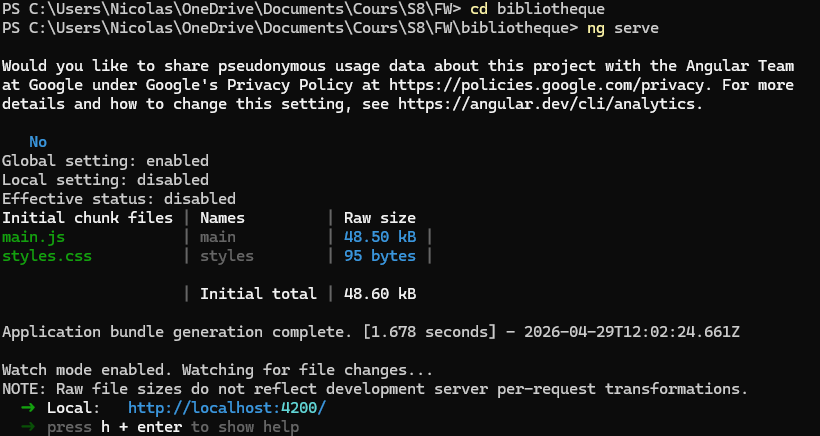 PS C:\Users\Nicolas\OneDrive\Documents\Cours\S8\FW> cd bibliotheque
PS C:\Users\Nicolas\OneDrive\Documents\Cours\S8\FW\bibliotheque> ng serve
Would you like to share pseudonymous usage data about this project with the Angular Team
at Google under Google's Privacy Policy at https://policies.google.com/privacy. For more
details and how to change this setting, see https://angular.dev/cli/analytics.
No
Global setting: enabled
Local setting: disabled
Effective status: disabled
Initial chunk files | Names | Raw size
main.js | main | 48.50 kB |
styles.css | styles | 95 bytes |
| Initial total | 48.60 kB
Application bundle generation complete. [1.678 seconds] - 2026-04-29T12:02:24.661Z
Watch mode enabled. Watching for file changes...
NOTE: Raw file sizes do not reflect development server per-request transformations.
➜ Local: http://localhost:4200/
➜ press h + enter to show help